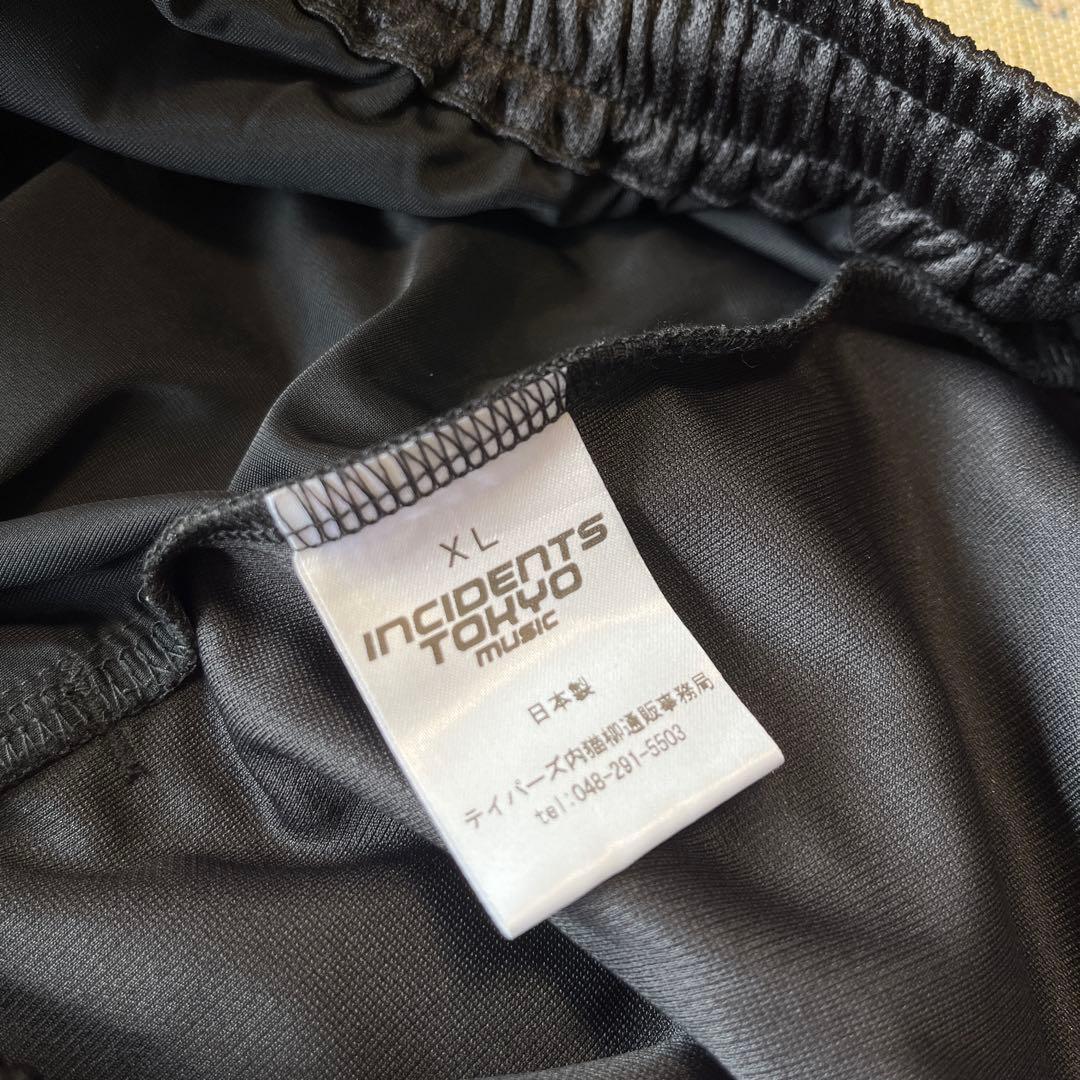 XL
INCIDENTS
TOKYO
MUSIC
日本製
テイパーズ内猫柳通販事務局
tel:048-291-5503